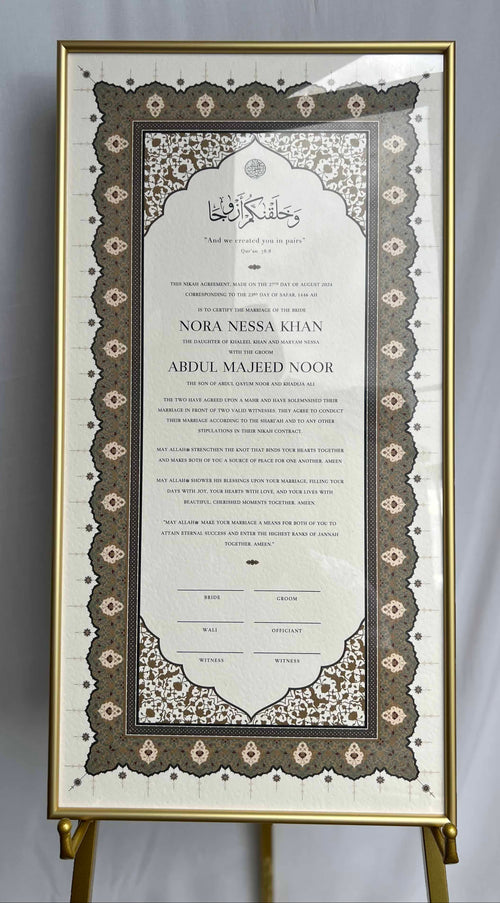 وَخَلَقْنَٰكُمْ أَزْوَٰجًا
"And we created you in pairs"
Qur'an, 78:8
THIS NIKAH AGREEMENT, MADE ON THE 27TH DAY OF AUGUST 2024
CORRESPONDING TO THE 23RD DAY OF SAFAR, 1446 AH
IS TO CERTIFY THE MARRIAGE OF THE BRIDE
NORA NESSA KHAN
THE DAUGHTER OF KHALEEL KHAN AND MARYAM NESSA
WITH THE GROOM
ABDUL MAJEED NOOR
THE SON OF ABDUL QAYUM NOOR AND KHADIJA ALI
THE TWO HAVE AGREED UPON A MAHR AND HAVE SOLEMNISED THEIR
MARRIAGE IN FRONT OF TWO VALID WITNESSES. THEY AGREE TO CONDUCT
THEIR MARRIAGE ACCORDING TO THE SHARI'AH AND TO ANY OTHER
STIPULATIONS IN THEIR NIKAH CONTRACT.
MAY ALLAH STRENGTHEN THE KNOT THAT BINDS YOUR HEARTS TOGETHER
AND MAKES BOTH OF YOU A SOURCE OF PEACE FOR ONE ANOTHER. AMEEN
MAY ALLAH SHOWER HIS BLESSINGS UPON YOUR MARRIAGE, FILLING YOUR
DAYS WITH JOY, YOUR HEARTS WITH LOVE, AND YOUR LIVES WITH
BEAUTIFUL, CHERISHED MOMENTS TOGETHER. AMEEN.
"MAY ALLAH MAKE YOUR MARRIAGE A MEANS FOR BOTH OF YOU TO
ATTAIN ETERNAL SUCCESS AND ENTER THE HIGHEST RANKS OF JANNAH
TOGETHER. AMEEN."
BRIDE GROOM
WALI OFFICIANT
WITNESS WITNESS